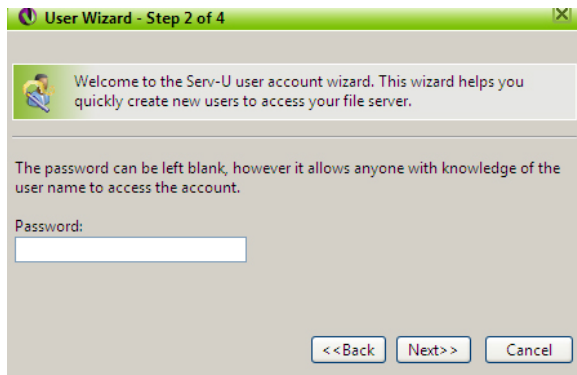 User Wizard - Step 2 of 4
Welcome to the Serv-U user account wizard. This wizard helps you
quickly create new users to access your file server.
The password can be left blank, however it allows anyone with knowledge of the
user name to access the account.
Password:
<<Back Next>> Cancel